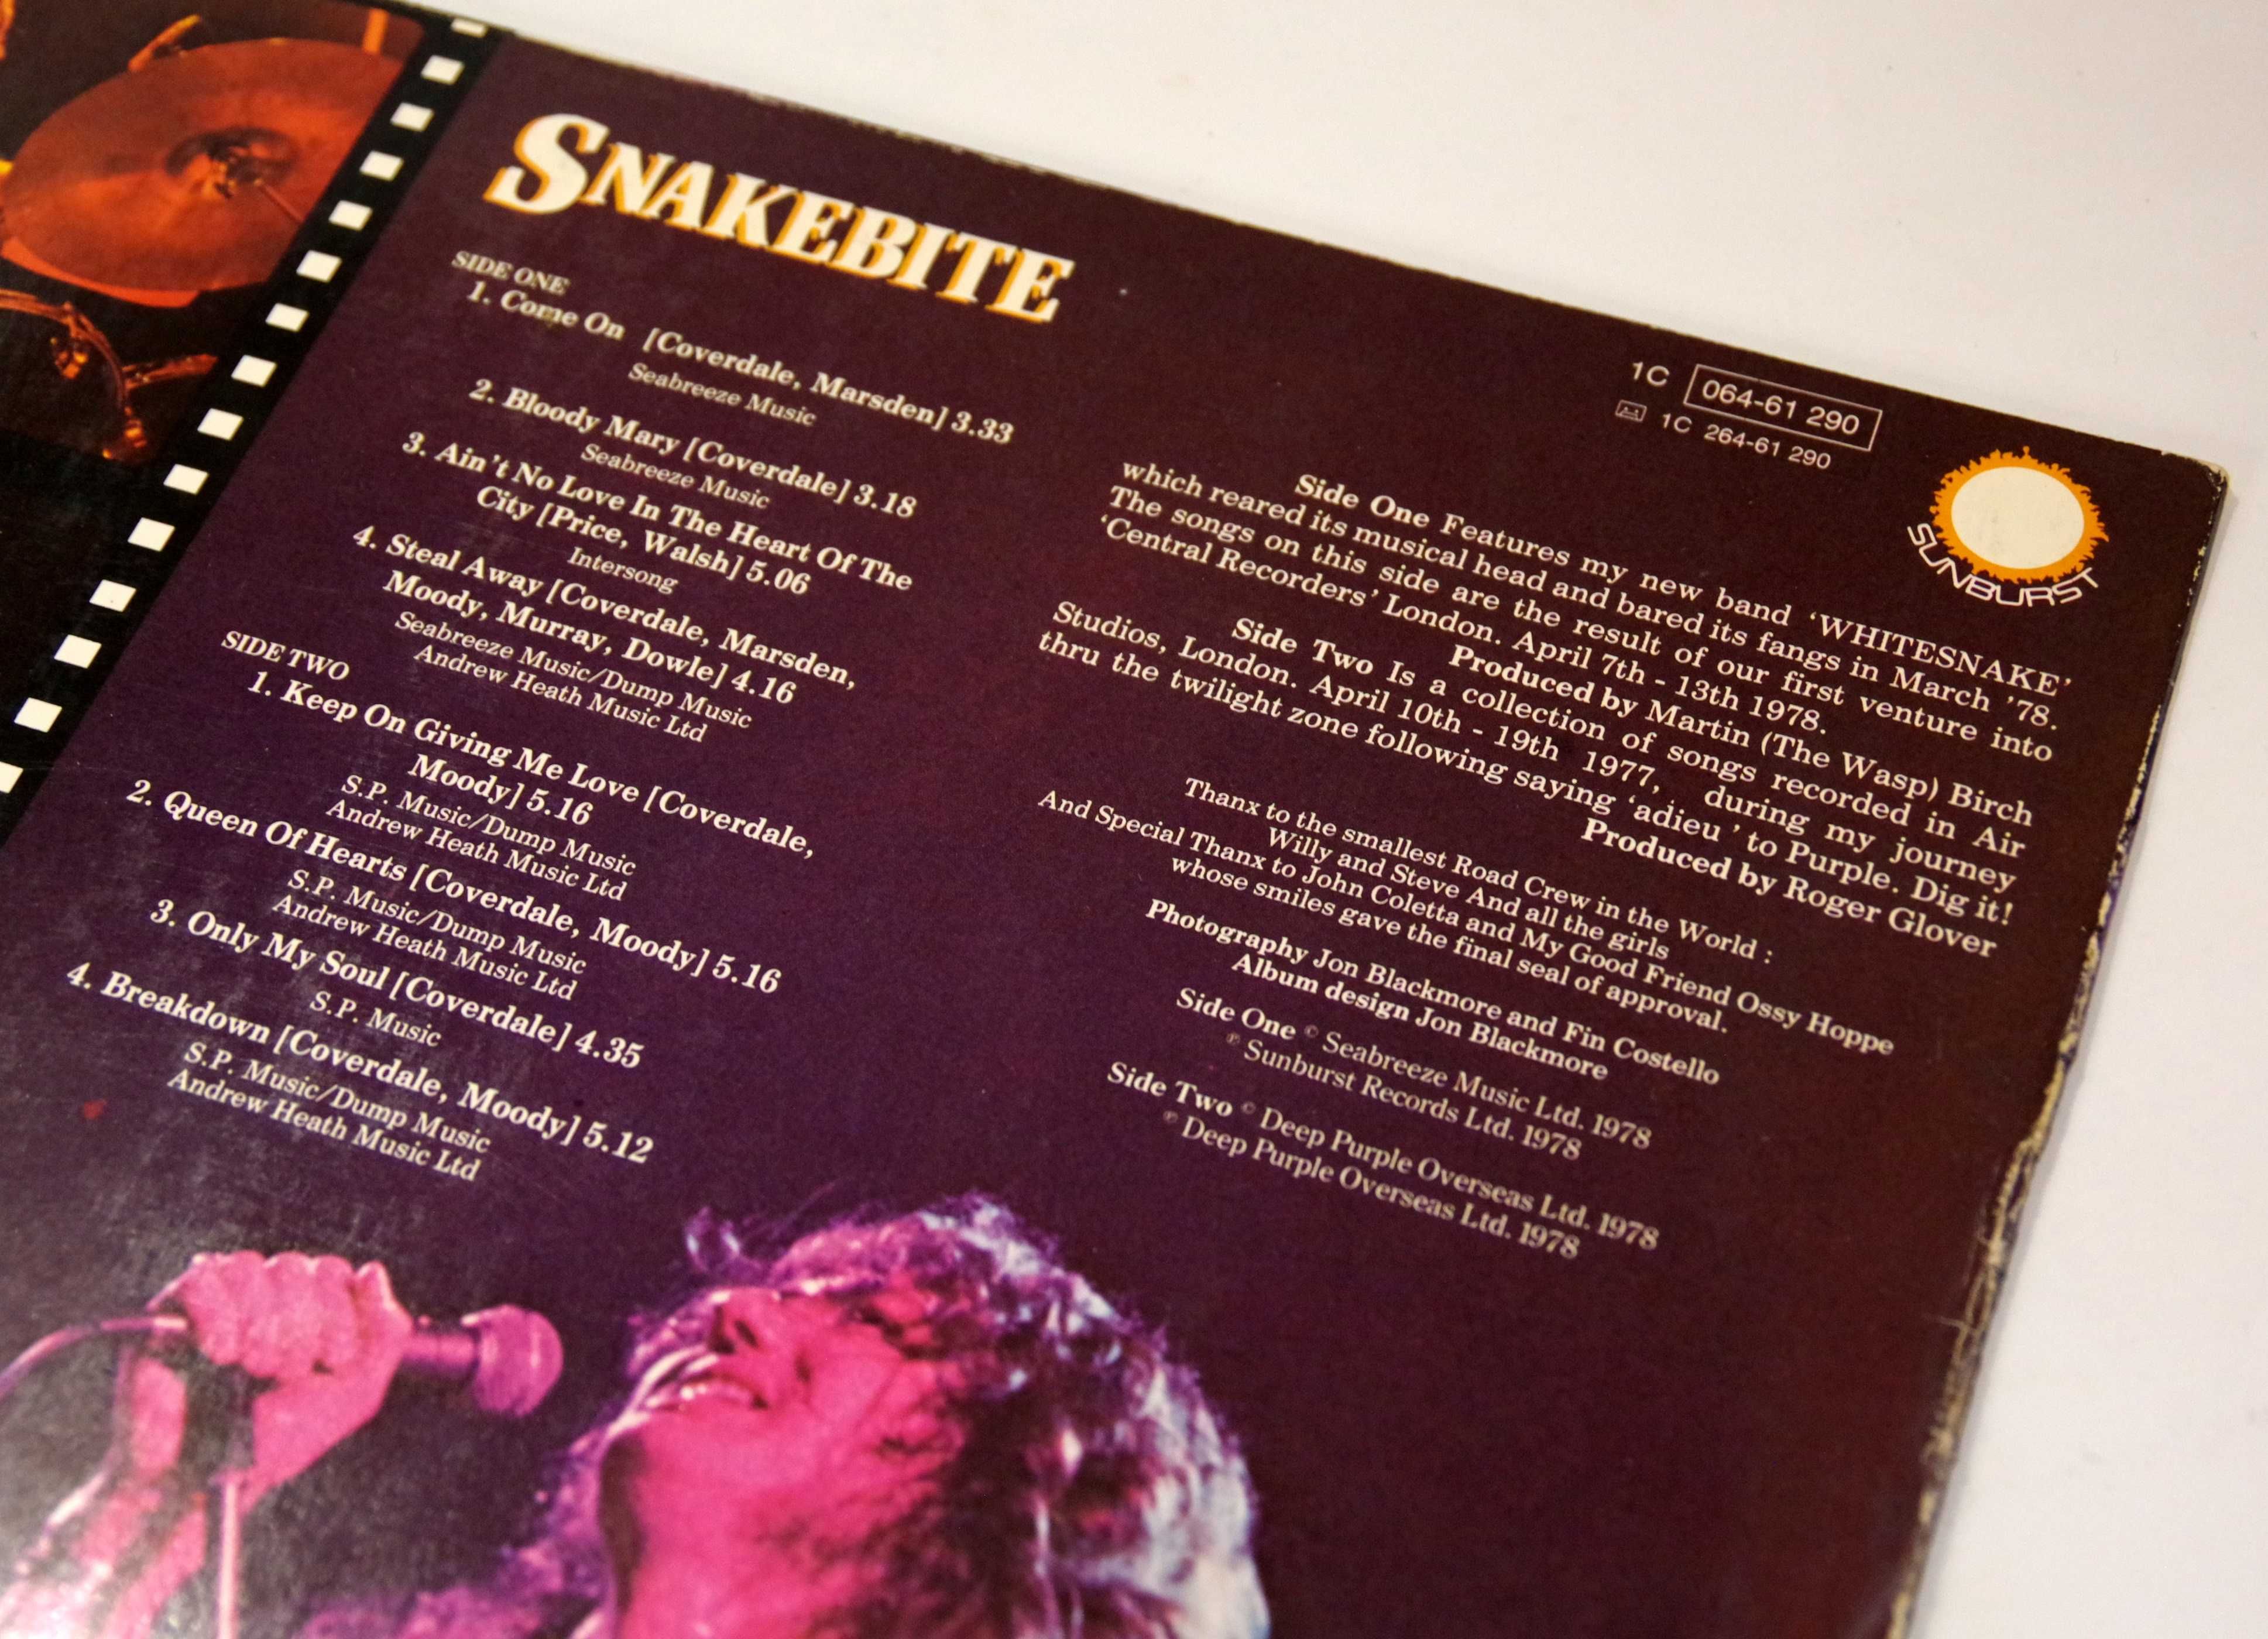 SNAKEBITE
SIDE ONE
1. Come On [Coverdale, Marsden] 3.33
Seabreeze Music
2. Bloody Mary [Coverdale] 3.18
Seabreeze Music
3. Ain't No Love In The Heart Of The
City [Price, Walsh] 5.06
Intersong
4. Steal Away [Coverdale, Marsden,
Moody, Murray, Dowle] 4.16
Seabreeze Music/Dump Music
Andrew Heath Music Ltd
SIDE TWO
1. Keep On Giving Me Love [Coverdale,
Moody] 5.16
S.P. Music/Dump Music
Andrew Heath Music Ltd
2. Queen Of Hearts [Coverdale, Moody] 5.16
S.P. Music/Dump Music
Andrew Heath Music Ltd
3. Only My Soul [Coverdale] 4.35
S.P. Music
4. Breakdown [Coverdale, Moody] 5.12
S.P. Music/Dump Music
Andrew Heath Music Ltd
1C 064-61 290
1C 264-61 290
SUNBURST
Side One Features my new band 'WHITESNAKE'
which reared its musical head and bared its fangs in March '78.
The songs on this side are the result of our first venture into
'Central Recorders' London. April 7th - 13th 1978.
Produced by Martin (The Wasp) Birch
Side Two Is a collection of songs recorded in Air
Studios, London. April 10th - 19th 1977, during my journey
thru the twilight zone following saying 'adieu' to Purple. Dig it!
Produced by Roger Glover
Thanx to the smallest Road Crew in the World :
Willy and Steve And all the girls
And Special Thanx to John Coletta and My Good Friend Ossy Hoppe
whose smiles gave the final seal of approval.
Photography Jon Blackmore and Fin Costello
Album design Jon Blackmore
Side One © Seabreeze Music Ltd. 1978
℗ Sunburst Records Ltd. 1978
Side Two © Deep Purple Overseas Ltd. 1978
℗ Deep Purple Overseas Ltd. 1978